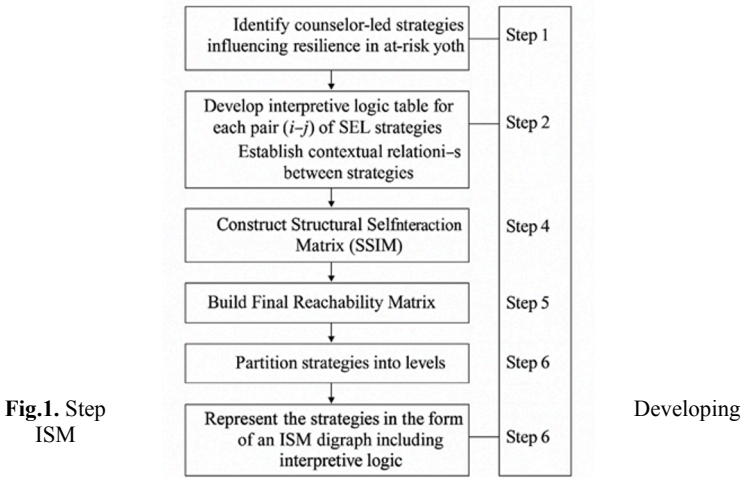 Identify counselor-led strategies
influencing resilience in at-risk yoth
Step 1
Develop interpretive logic table for
each pair (i–j) of SEL strategies
Establish contextual relationi–s
between strategies
Step 2
Construct Structural Selfnteraction
Matrix (SSIM)
Step 4
Build Final Reachability Matrix
Step 5
Partition strategies into levels
Step 6
Represent the strategies in the form
of an ISM digraph including
interpretive logic
Step 6
Fig.1. Step Developing
ISM